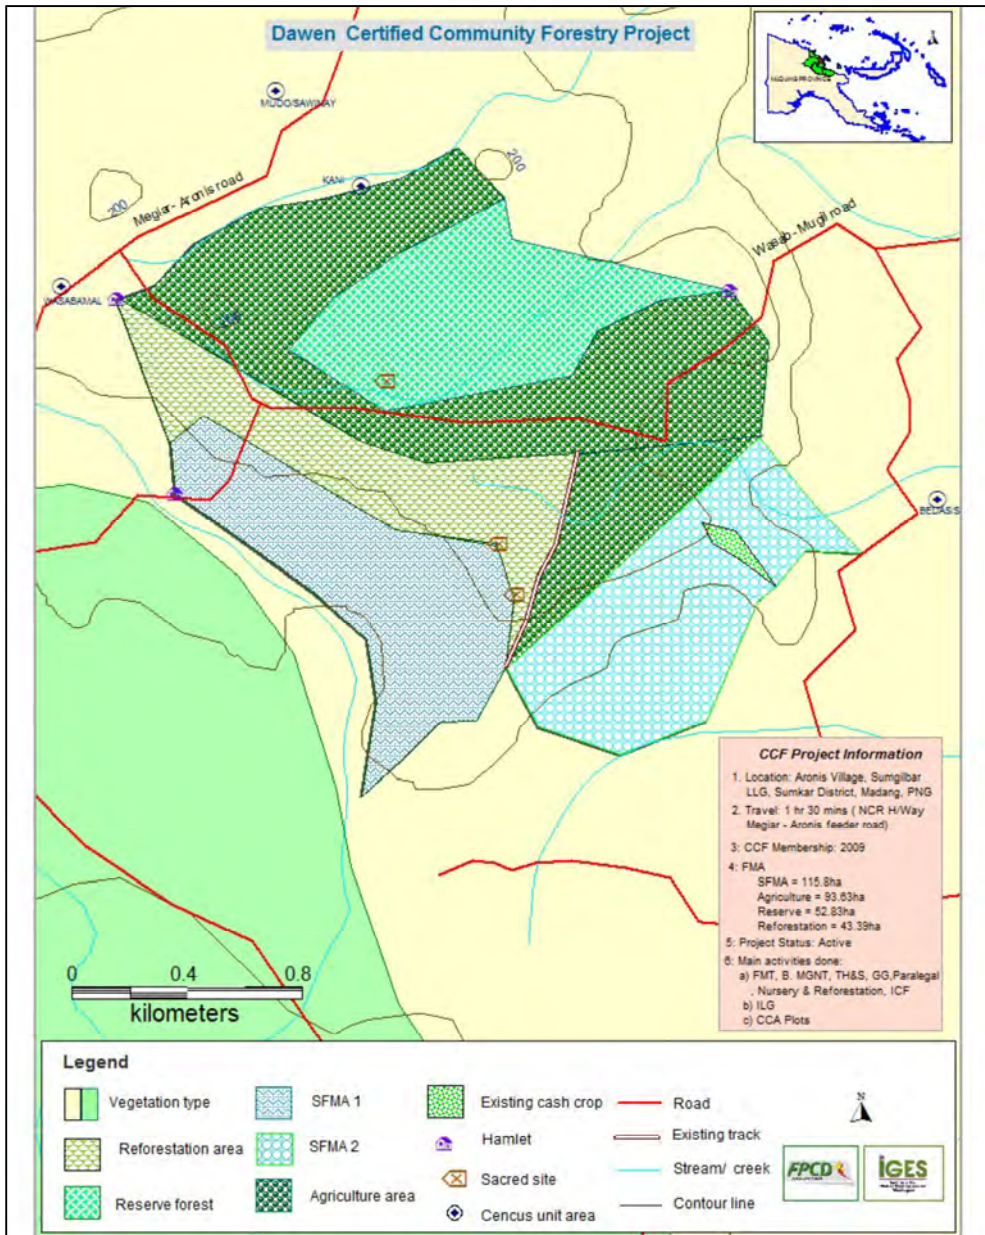 Dawen Certified Community Forestry Project
MADANG PROVINCE
MUDO/SAWINAY
KANI
200
200
Megiar- Aronis road
Wasab- Mugil road
WASABAMAL
200
BEDASIS
CCF Project Information
1. Location: Aronis Village, Sumgilbar
LLG, Sumkar District, Madang, PNG
2. Travel: 1 hr 30 mins ( NCR H/Way
Megiar - Aronis feeder road)
3: CCF Membership: 2009
4: FMA
SFMA = 115.8ha
Agriculture = 93.63ha
Reserve = 52.83ha
Reforestation = 43.39ha
5: Project Status: Active
6: Main activities done:
a) FMT, B. MGNT, TH&S, GG,Paralegal
, Nursery & Reforestation, ICF
b) ILG
c) CCA Plots
0 0.4 0.8
kilometers
Legend
Vegetation type
Reforestation area
Reserve forest
SFMA 1
SFMA 2
Agriculture area
Existing cash crop
Hamlet
Sacred site
Cencus unit area
Road
Existing track
Stream/ creek
Contour line
N
FPCD
IGES